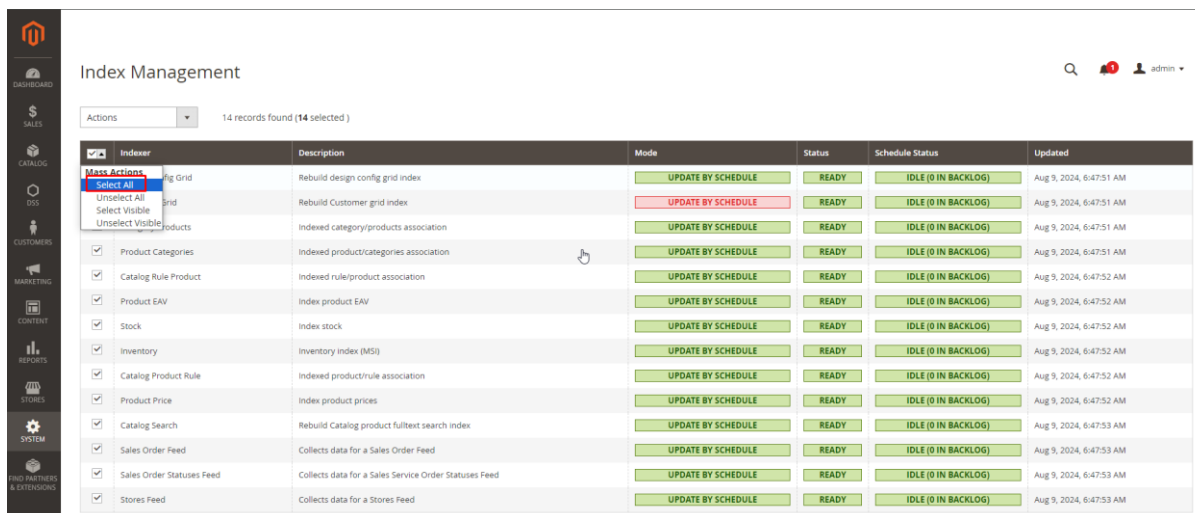 DASHBOARD
SALES
CATALOG
DSS
CUSTOMERS
MARKETING
CONTENT
REPORTS
STORES
SYSTEM
FIND PARTNERS
& EXTENSIONS
Index Management
1 admin
Actions 14 records found (14 selected )
Indexer Description Mode Status Schedule Status Updated
Mass Actions
Select All
Unselect All
Select Visible
Unselect Visible
fig Grid Rebuild design config grid index UPDATE BY SCHEDULE READY IDLE (0 IN BACKLOG) Aug 9, 2024, 6:47:51 AM
Grid Rebuild Customer grid index UPDATE BY SCHEDULE READY IDLE (0 IN BACKLOG) Aug 9, 2024, 6:47:51 AM
roducts Indexed category/products association UPDATE BY SCHEDULE READY IDLE (0 IN BACKLOG) Aug 9, 2024, 6:47:51 AM
Product Categories Indexed product/categories association UPDATE BY SCHEDULE READY IDLE (0 IN BACKLOG) Aug 9, 2024, 6:47:51 AM
Catalog Rule Product Indexed rule/product association UPDATE BY SCHEDULE READY IDLE (0 IN BACKLOG) Aug 9, 2024, 6:47:52 AM
Product EAV Index product EAV UPDATE BY SCHEDULE READY IDLE (0 IN BACKLOG) Aug 9, 2024, 6:47:52 AM
Stock Index stock UPDATE BY SCHEDULE READY IDLE (0 IN BACKLOG) Aug 9, 2024, 6:47:52 AM
Inventory Inventory index (MSI) UPDATE BY SCHEDULE READY IDLE (0 IN BACKLOG) Aug 9, 2024, 6:47:52 AM
Catalog Product Rule Indexed product/rule association UPDATE BY SCHEDULE READY IDLE (0 IN BACKLOG) Aug 9, 2024, 6:47:52 AM
Product Price Index product prices UPDATE BY SCHEDULE READY IDLE (0 IN BACKLOG) Aug 9, 2024, 6:47:52 AM
Catalog Search Rebuild Catalog product fulltext search index UPDATE BY SCHEDULE READY IDLE (0 IN BACKLOG) Aug 9, 2024, 6:47:53 AM
Sales Order Feed Collects data for a Sales Order Feed UPDATE BY SCHEDULE READY IDLE (0 IN BACKLOG) Aug 9, 2024, 6:47:53 AM
Sales Order Statuses Feed Collects data for a Sales Service Order Statuses Feed UPDATE BY SCHEDULE READY IDLE (0 IN BACKLOG) Aug 9, 2024, 6:47:53 AM
Stores Feed Collects data for a Stores Feed UPDATE BY SCHEDULE READY IDLE (0 IN BACKLOG) Aug 9, 2024, 6:47:53 AM